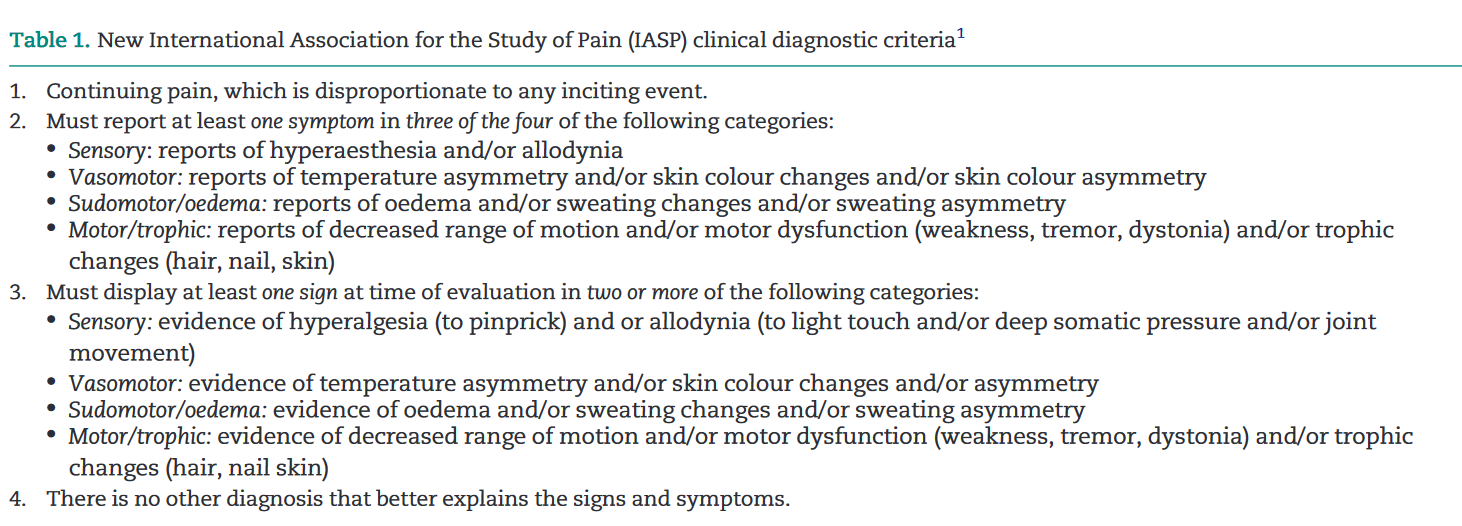 Table 1. New International Association for the Study of Pain (IASP) clinical diagnostic criteria1
1. Continuing pain, which is disproportionate to any inciting event.
2. Must report at least one symptom in three of the four of the following categories:
• Sensory: reports of hyperaesthesia and/or allodynia
• Vasomotor: reports of temperature asymmetry and/or skin colour changes and/or skin colour asymmetry
• Sudomotor/oedema: reports of oedema and/or sweating changes and/or sweating asymmetry
• Motor/trophic: reports of decreased range of motion and/or motor dysfunction (weakness, tremor, dystonia) and/or trophic
changes (hair, nail, skin)
3. Must display at least one sign at time of evaluation in two or more of the following categories:
• Sensory: evidence of hyperalgesia (to pinprick) and or allodynia (to light touch and/or deep somatic pressure and/or joint
movement)
• Vasomotor: evidence of temperature asymmetry and/or skin colour changes and/or asymmetry
• Sudomotor/oedema: evidence of oedema and/or sweating changes and/or sweating asymmetry
• Motor/trophic: evidence of decreased range of motion and/or motor dysfunction (weakness, tremor, dystonia) and/or trophic
changes (hair, nail skin)
4. There is no other diagnosis that better explains the signs and symptoms.